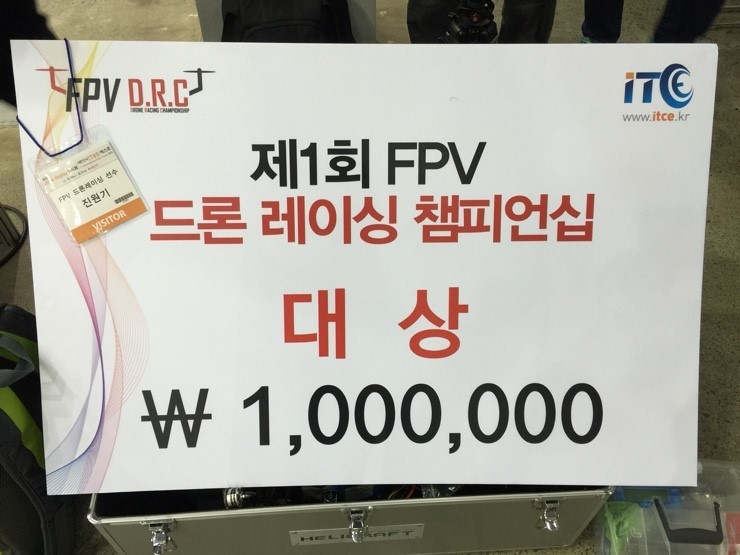 FPV D.R.C
DRONE RACING CHAMPIONSHIP
iTCE
www.itce.kr
제1회 FPV
드론 레이싱 챔피언십
FPV 드론레이싱 선수
진원기
VISITOR
대 상
₩ 1,000,000
HELICRAFT